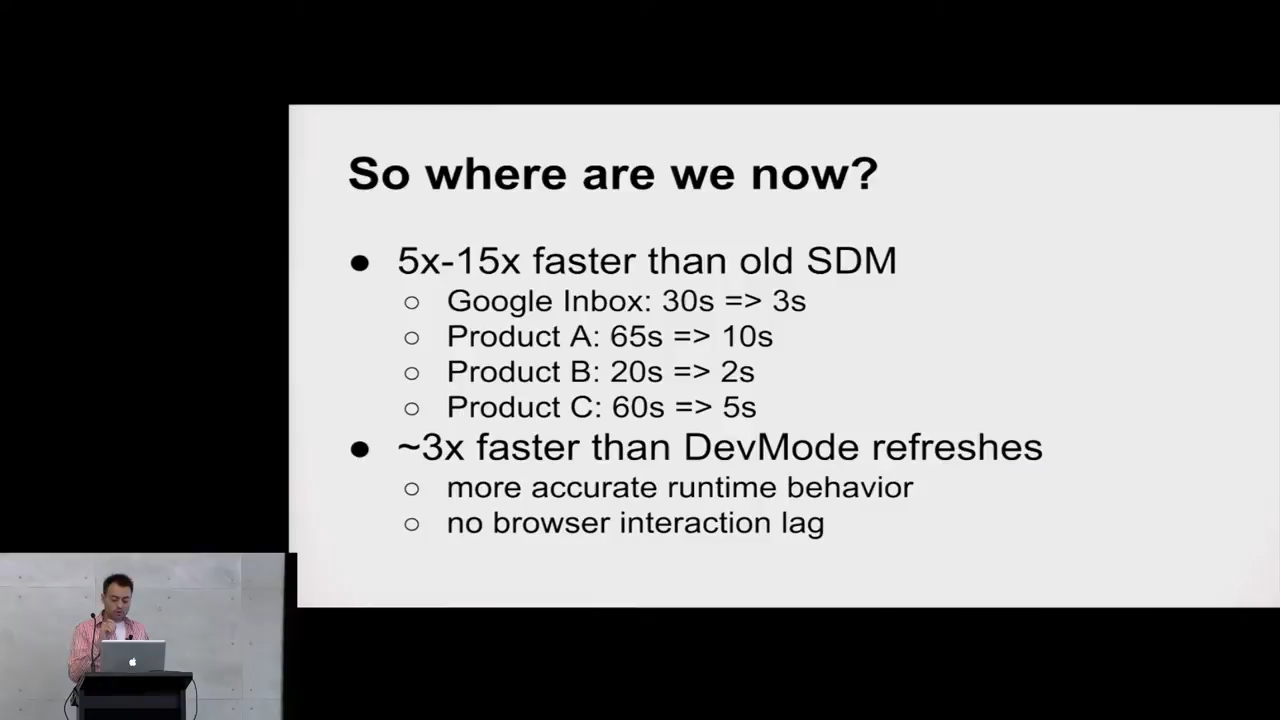 So where are we now?
● 5x-15x faster than old SDM
○ Google Inbox: 30s => 3s
○ Product A: 65s => 10s
○ Product B: 20s => 2s
○ Product C: 60s => 5s
● ~3x faster than DevMode refreshes
○ more accurate runtime behavior
○ no browser interaction lag